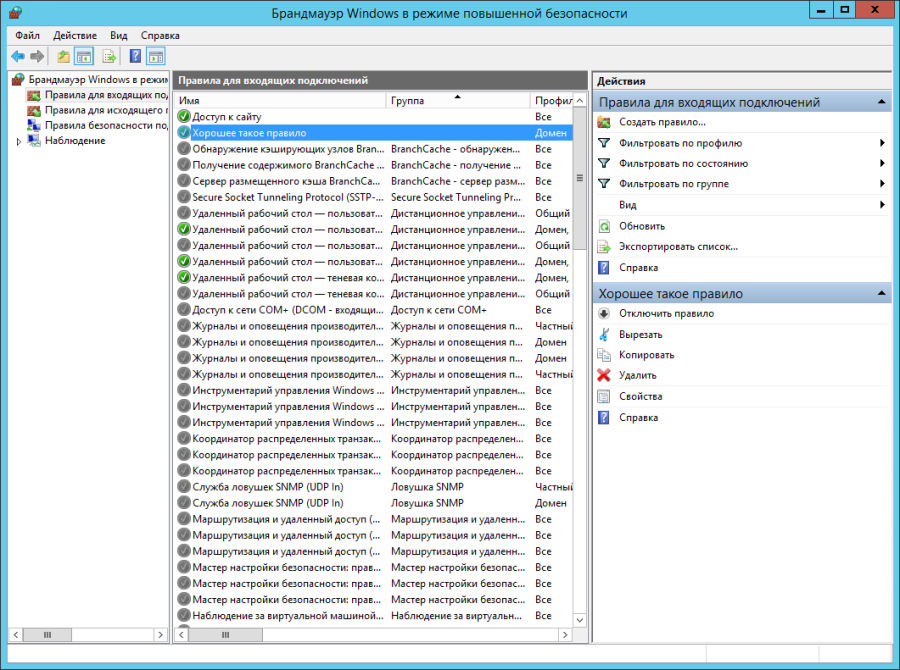 Брандмауэр Windows в режиме повышенной безопасности
Файл Действие Вид Справка
Брандмауэр Windows в режим
Правила для входящих под
Правила для исходящего п
Правила безопасности по
Наблюдение
Правила для входящих подключений
Имя Группа Профил
Доступ к сайту Все
Хорошее такое правило Домен
Обнаружение кэширующих узлов Bran... BranchCache - обнаружен... Все
Получение содержимого BranchCache ... BranchCache - получение ... Все
Сервер размещенного кэша BranchCa... BranchCache - сервер разм... Все
Secure Socket Tunneling Protocol (SSTP-... Secure Socket Tunneling Pr... Все
Удаленный рабочий стол — пользоват... Дистанционное управлени... Общий
Удаленный рабочий стол — пользоват... Дистанционное управлени... Домен,
Удаленный рабочий стол — пользоват... Дистанционное управлени... Общий
Удаленный рабочий стол — пользоват... Дистанционное управлени... Домен,
Удаленный рабочий стол — теневая ко... Дистанционное управлени... Домен,
Удаленный рабочий стол — теневая ко... Дистанционное управлени... Общий
Доступ к сети COM+ (DCOM - входящи... Доступ к сети COM+ Все
Журналы и оповещения производител... Журналы и оповещения п... Частный
Журналы и оповещения производител... Журналы и оповещения п... Домен
Журналы и оповещения производител... Журналы и оповещения п... Домен
Журналы и оповещения производител... Журналы и оповещения п... Частный
Инструментарий управления Windows ... Инструментарий управлен... Все
Инструментарий управления Windows ... Инструментарий управлен... Все
Инструментарий управления Windows ... Инструментарий управлен... Все
Координатор распределенных транзак... Координатор распределен... Все
Координатор распределенных транзак... Координатор распределен... Все
Координатор распределенных транзак... Координатор распределен... Все
Служба ловушек SNMP (UDP In) Ловушка SNMP Частный
Служба ловушек SNMP (UDP In) Ловушка SNMP Домен
Маршрутизация и удаленный доступ (... Маршрутизация и удаленн... Все
Маршрутизация и удаленный доступ (... Маршрутизация и удаленн... Все
Маршрутизация и удаленный доступ (... Маршрутизация и удаленн... Все
Мастер настройки безопасности: прав... Мастер настройки безопас... Все
Мастер настройки безопасности: прав... Мастер настройки безопас... Все
Мастер настройки безопасности: прав... Мастер настройки безопас... Все
Наблюдение за виртуальной машиной... Наблюдение за виртуальн... Все
Действия
Правила для входящих подключений
Создать правило...
Фильтровать по профилю
Фильтровать по состоянию
Фильтровать по группе
Вид
Обновить
Экспортировать список...
Справка
Хорошее такое правило
Отключить правило
Вырезать
Копировать
Удалить
Свойства
Справка